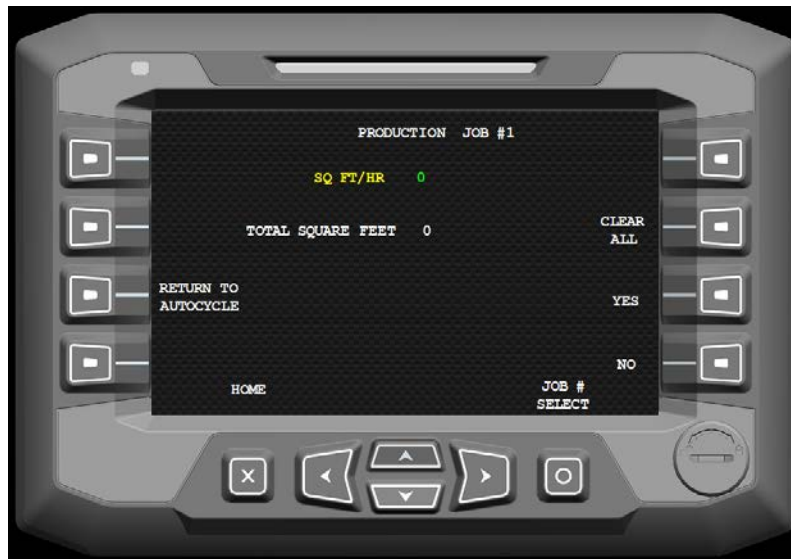 PRODUCTION JOB #1
SQ FT/HR 0
TOTAL SQUARE FEET 0
CLEAR
ALL
RETURN TO
AUTOCYCLE
YES
NO
HOME
JOB #
SELECT